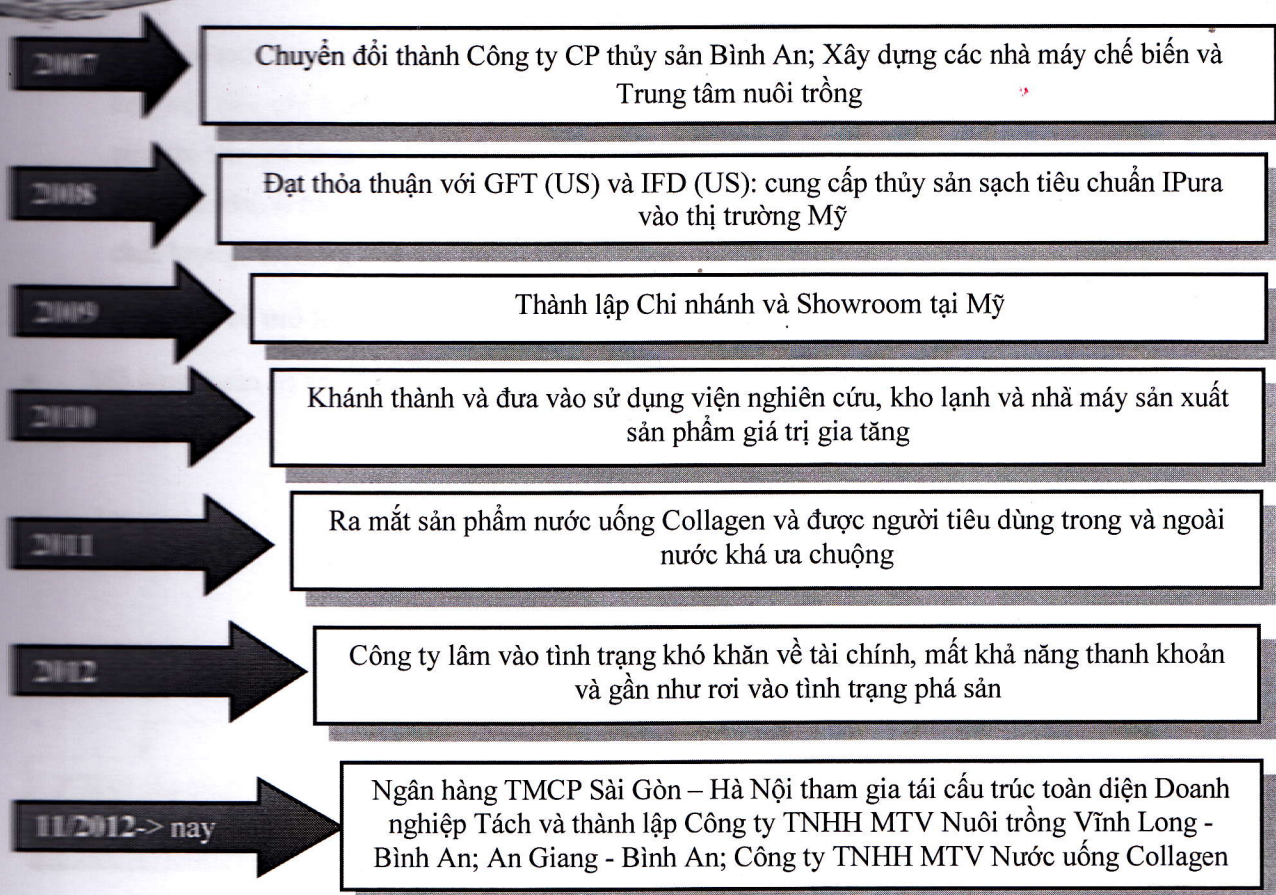 2007
Chuyển đổi thành Công ty CP thủy sản Bình An; Xây dựng các nhà máy chế biến và
Trung tâm nuôi trồng
2008
Đạt thỏa thuận với GFT (US) và IFD (US): cung cấp thủy sản sạch tiêu chuẩn IPura
vào thị trường Mỹ
2009
Thành lập Chi nhánh và Showroom tại Mỹ
2010
Khánh thành và đưa vào sử dụng viện nghiên cứu, kho lạnh và nhà máy sản xuất
sản phẩm giá trị gia tăng
2011
Ra mắt sản phẩm nước uống Collagen và được người tiêu dùng trong và ngoài
nước khá ưa chuộng
2012
Công ty lâm vào tình trạng khó khăn về tài chính, mất khả năng thanh khoản
và gần như rơi vào tình trạng phá sản
11/2012-> nay
Ngân hàng TMCP Sài Gòn – Hà Nội tham gia tái cấu trúc toàn diện Doanh
nghiệp Tách và thành lập Công ty TNHH MTV Nuôi trồng Vĩnh Long -
Bình An; An Giang - Bình An; Công ty TNHH MTV Nước uống Collagen